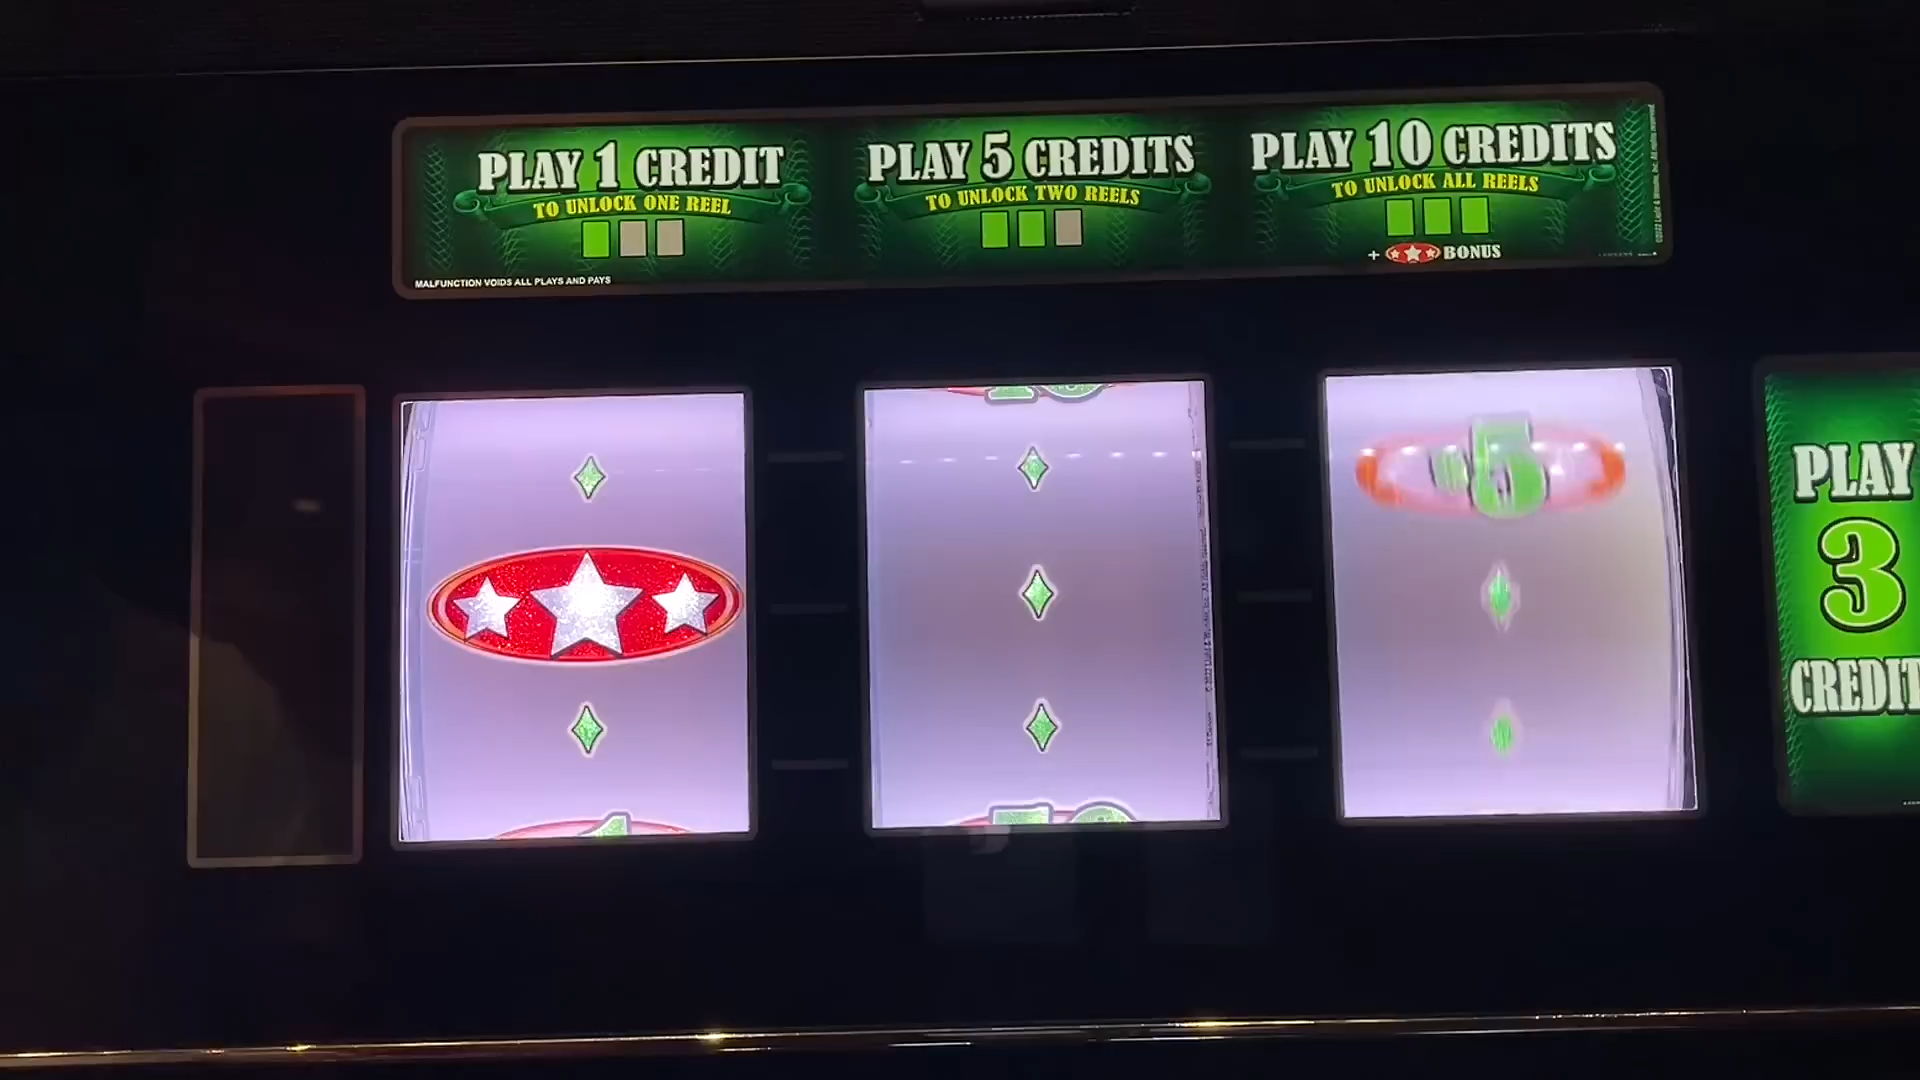 PLAY 1 CREDIT
TO UNLOCK ONE REEL
MALFUNCTION VOIDS ALL PLAYS AND PAYS
PLAY 5 CREDITS
TO UNLOCK TWO REELS
PLAY 10 CREDITS
TO UNLOCK ALL REELS
+ BONUS
5
PLAY
3
CREDIT